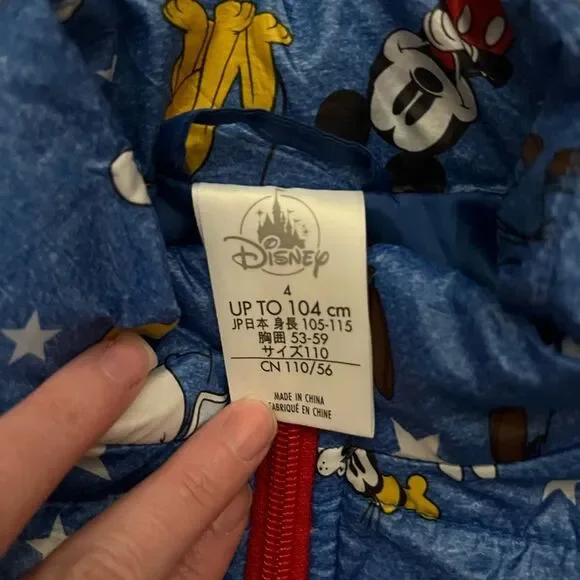 Disney
4
UP TO 104 cm
JP日本 身長 105-115
胸囲 53-59
サイズ110
CN 110/56
MADE IN CHINA
FABRIQUÉ EN CHINE